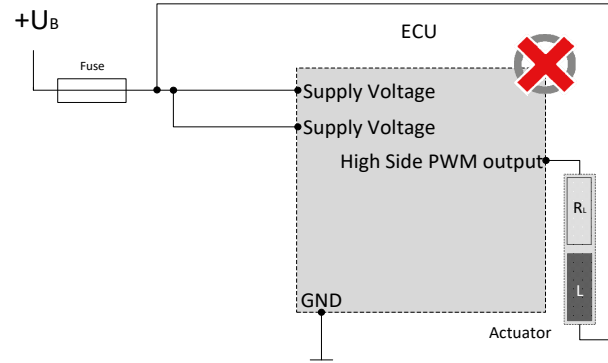 +UB
ECU
Fuse
Supply Voltage
Supply Voltage
High Side PWM output
RL
L
GND
Actuator